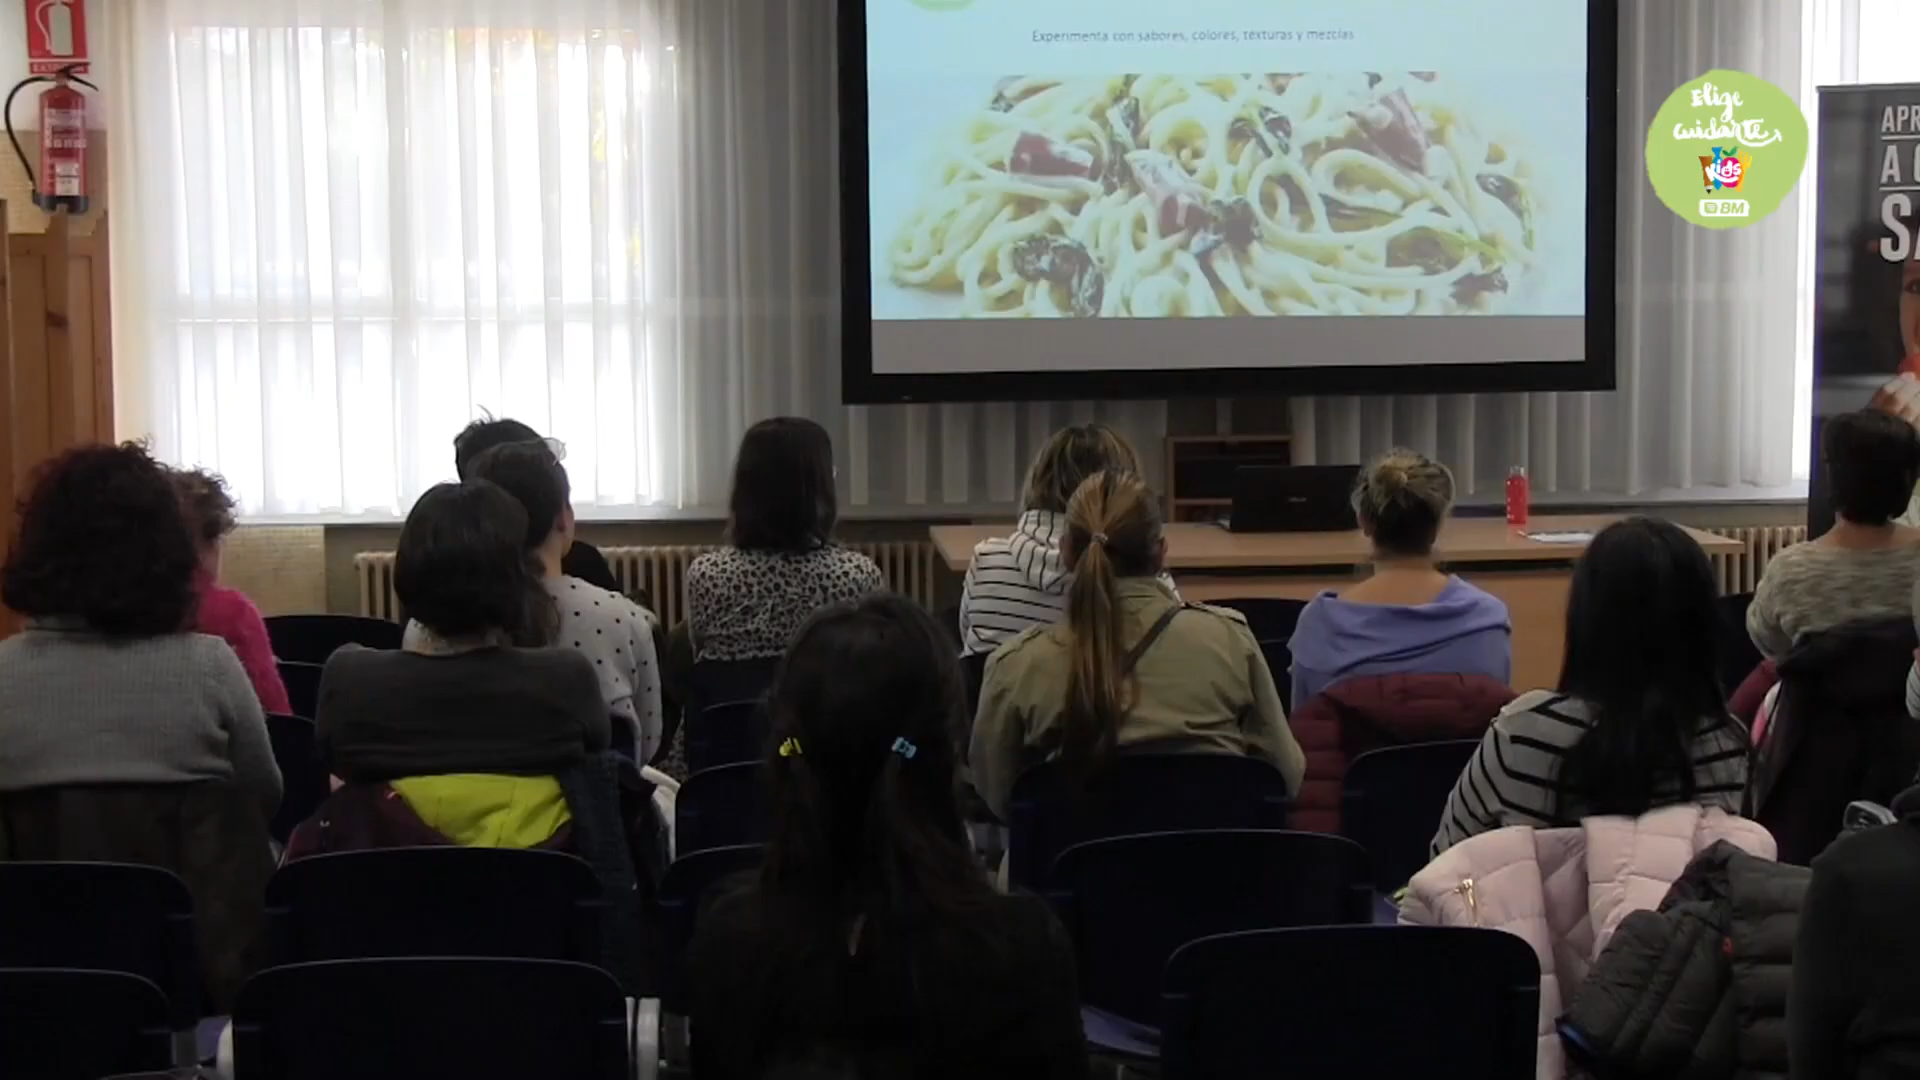 Experimenta con sabores, colores, texturas y mezclas
Elige
cuidarte
Kids
BM
APR
A
SA